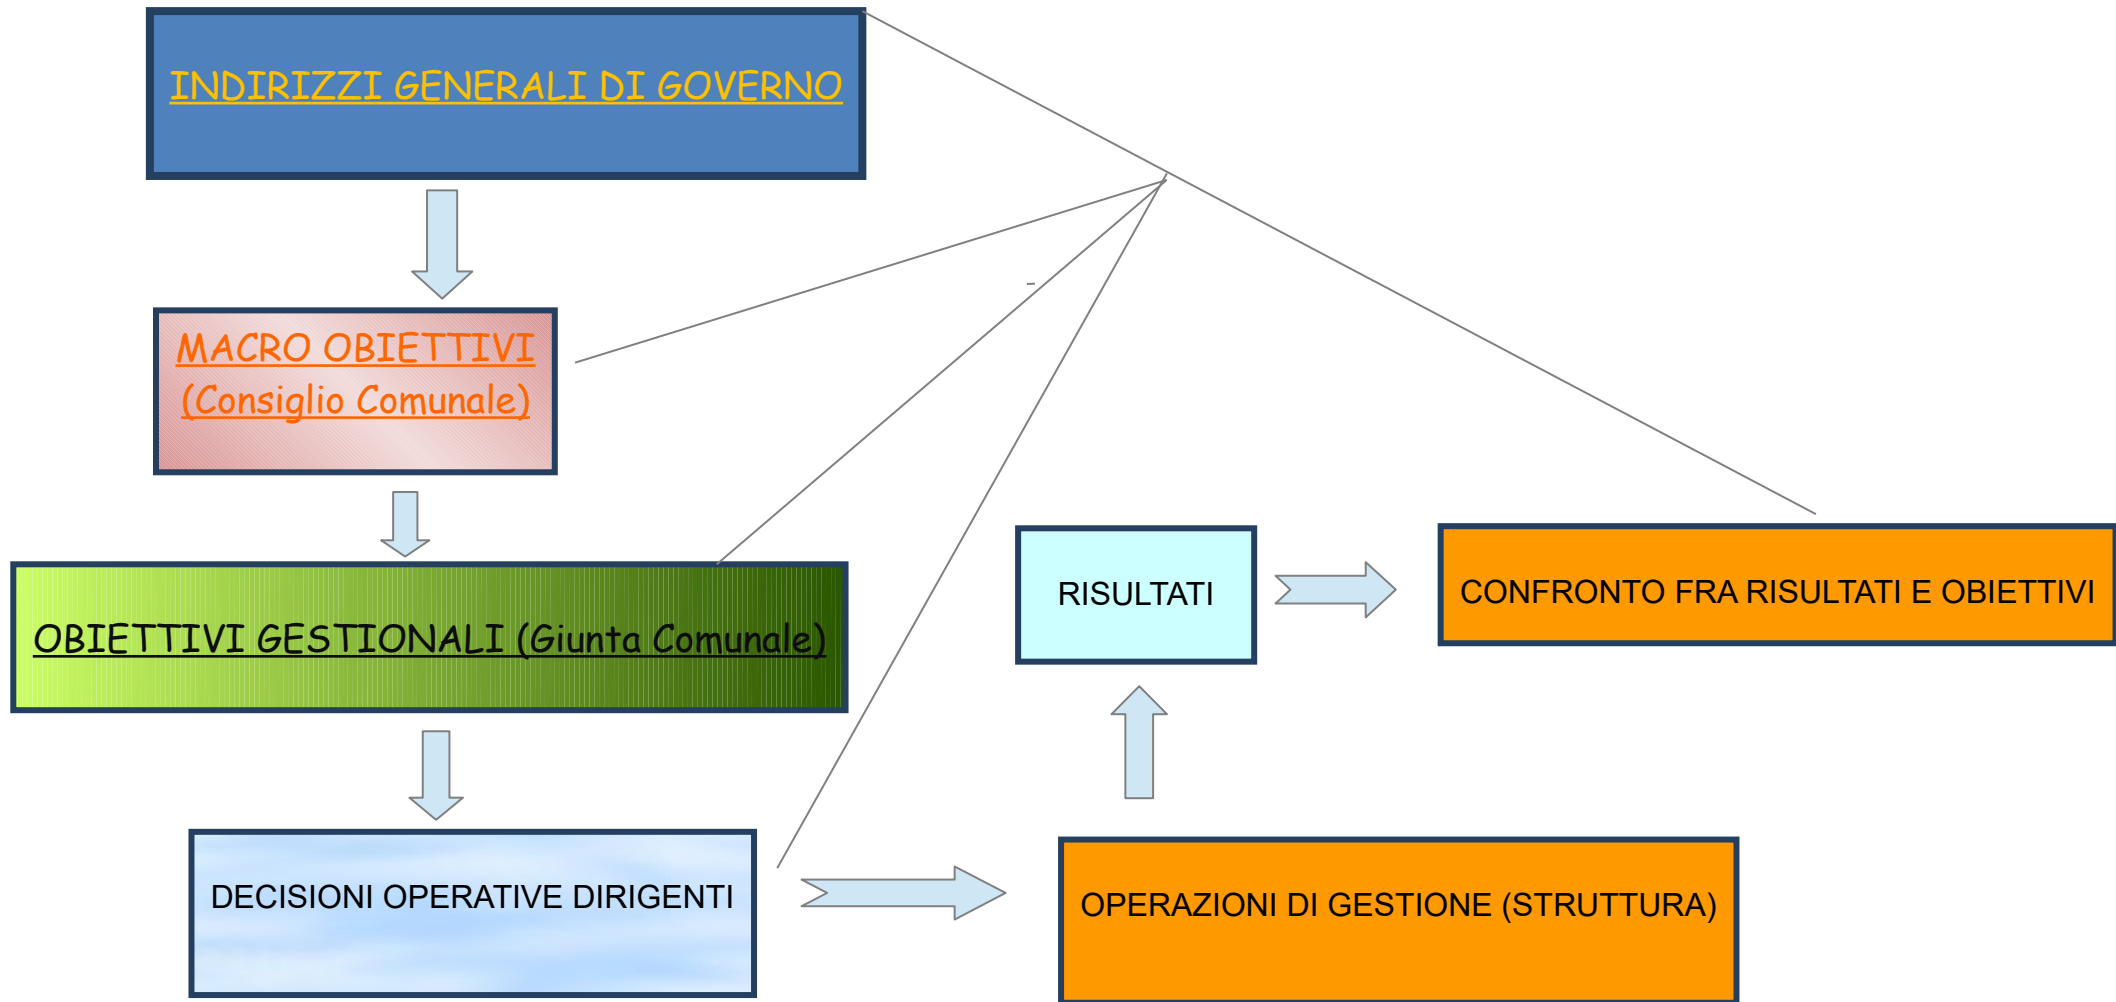 INDIRIZZI GENERALI DI GOVERNO
MACRO OBIETTIVI
(Consiglio Comunale)
OBIETTIVI GESTIONALI (Giunta Comunale)
RISULTATI
CONFRONTO FRA RISULTATI E OBIETTIVI
DECISIONI OPERATIVE DIRIGENTI
OPERAZIONI DI GESTIONE (STRUTTURA)